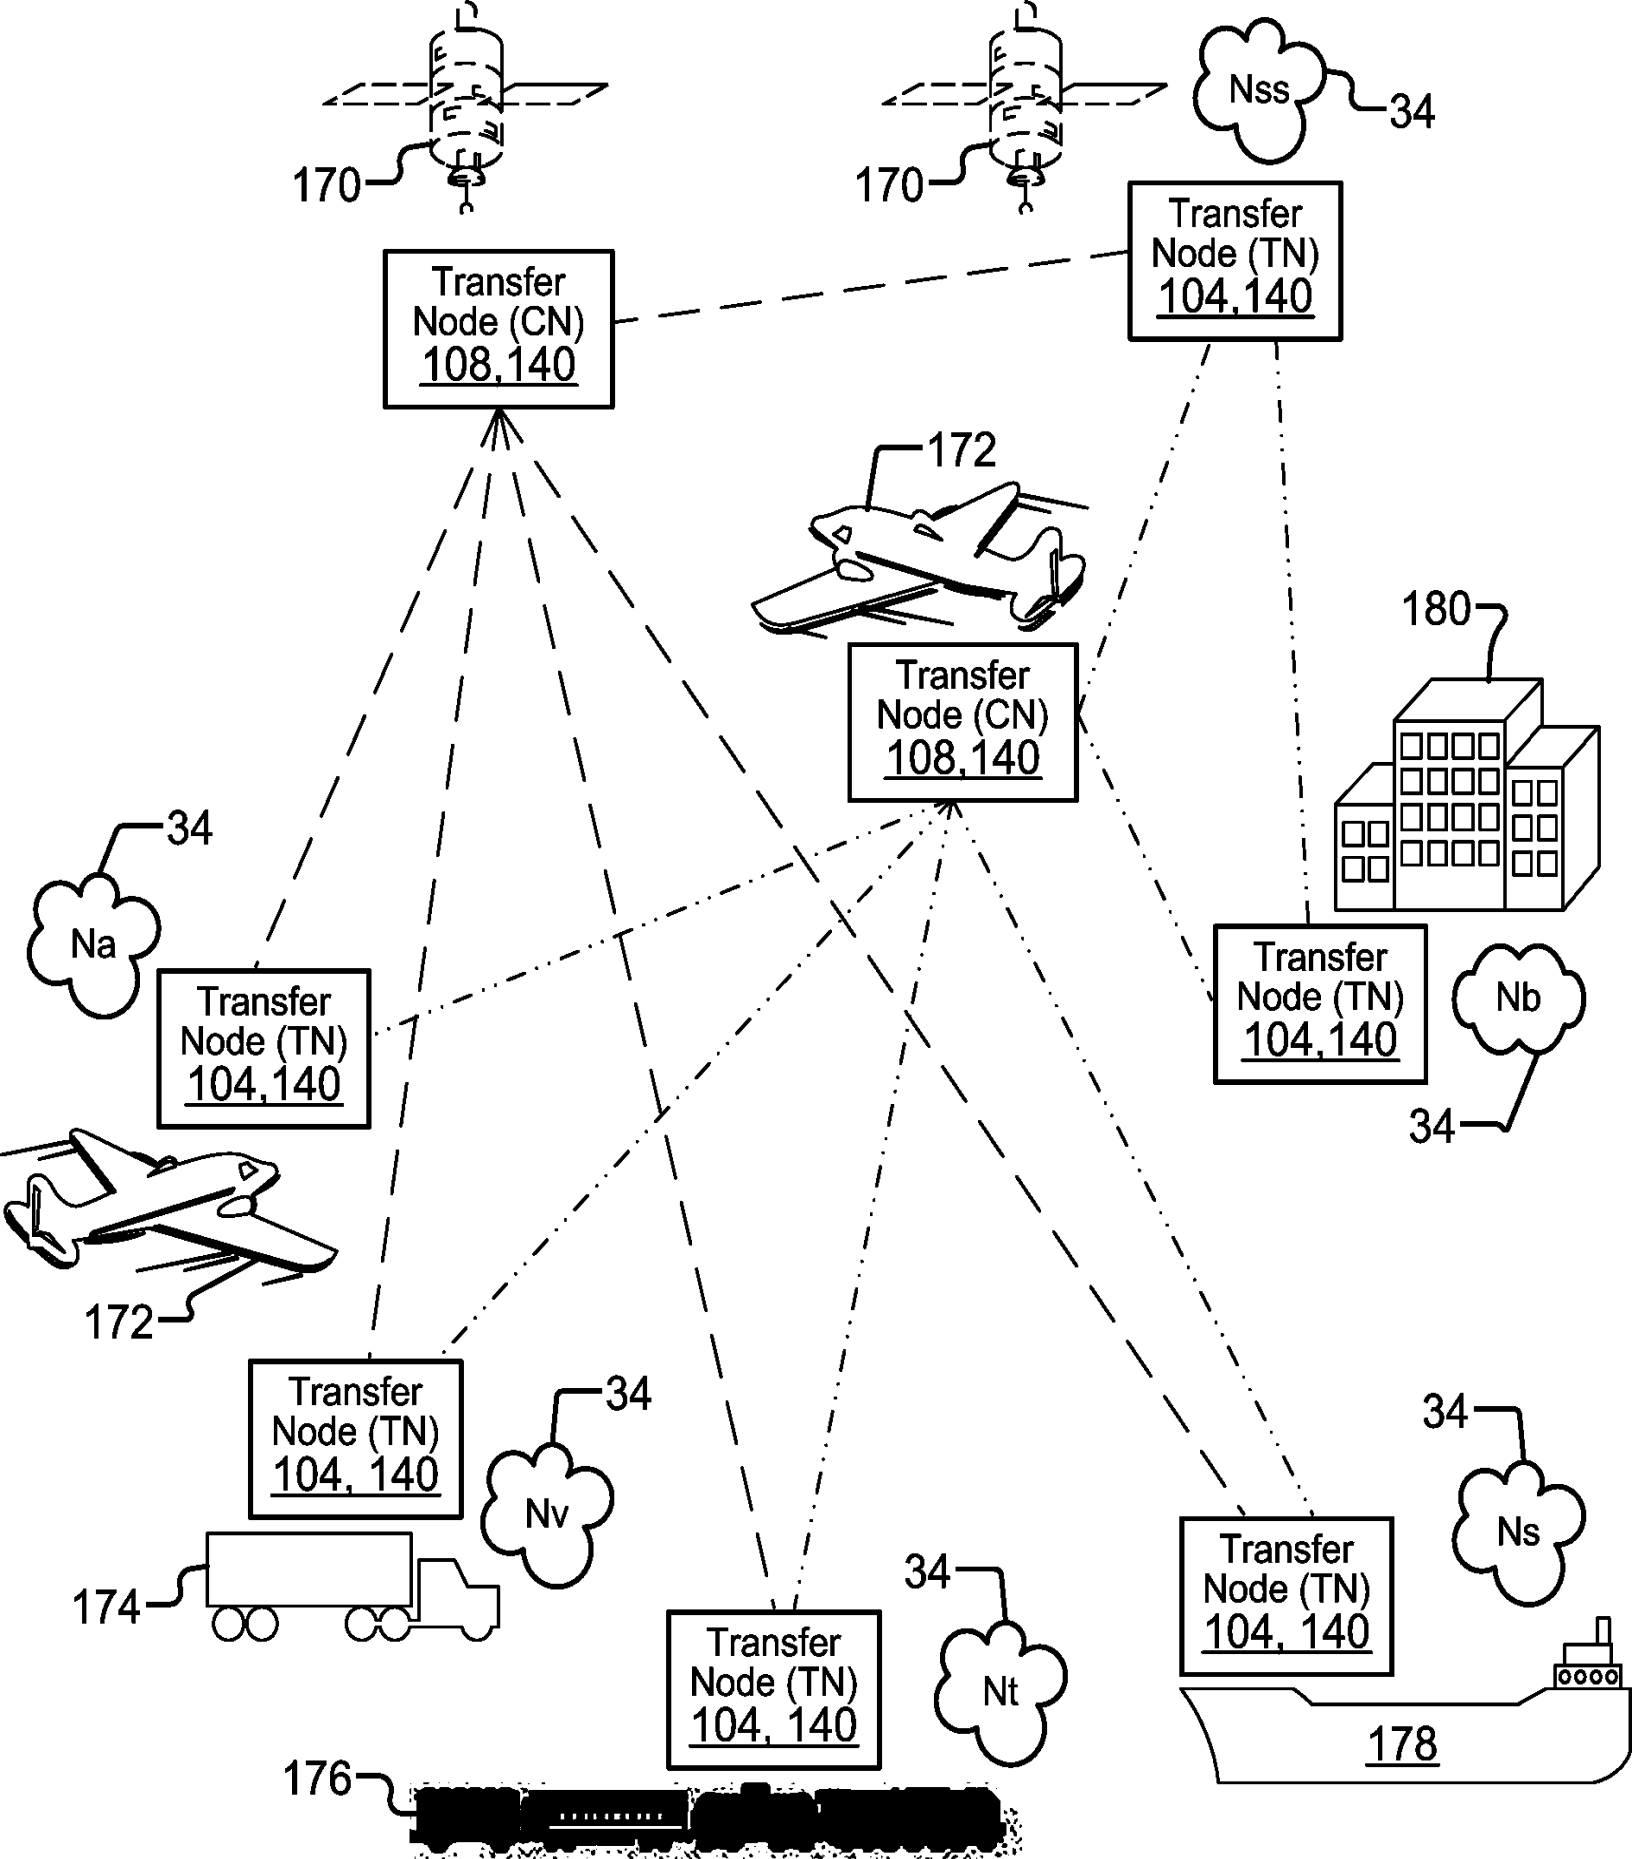 Nss
34
170
170
Transfer
Node (TN)
104,140
Transfer
Node (CN)
108,140
172
180
Transfer
Node (CN)
108,140
34
Na
Transfer
Node (TN)
104,140
Transfer
Node (TN)
104,140
Nb
34
172
Transfer
Node (TN)
104, 140
34
Nv
34
Ns
174
Transfer
Node (TN)
104, 140
34
Nt
Transfer
Node (TN)
104, 140
178
176